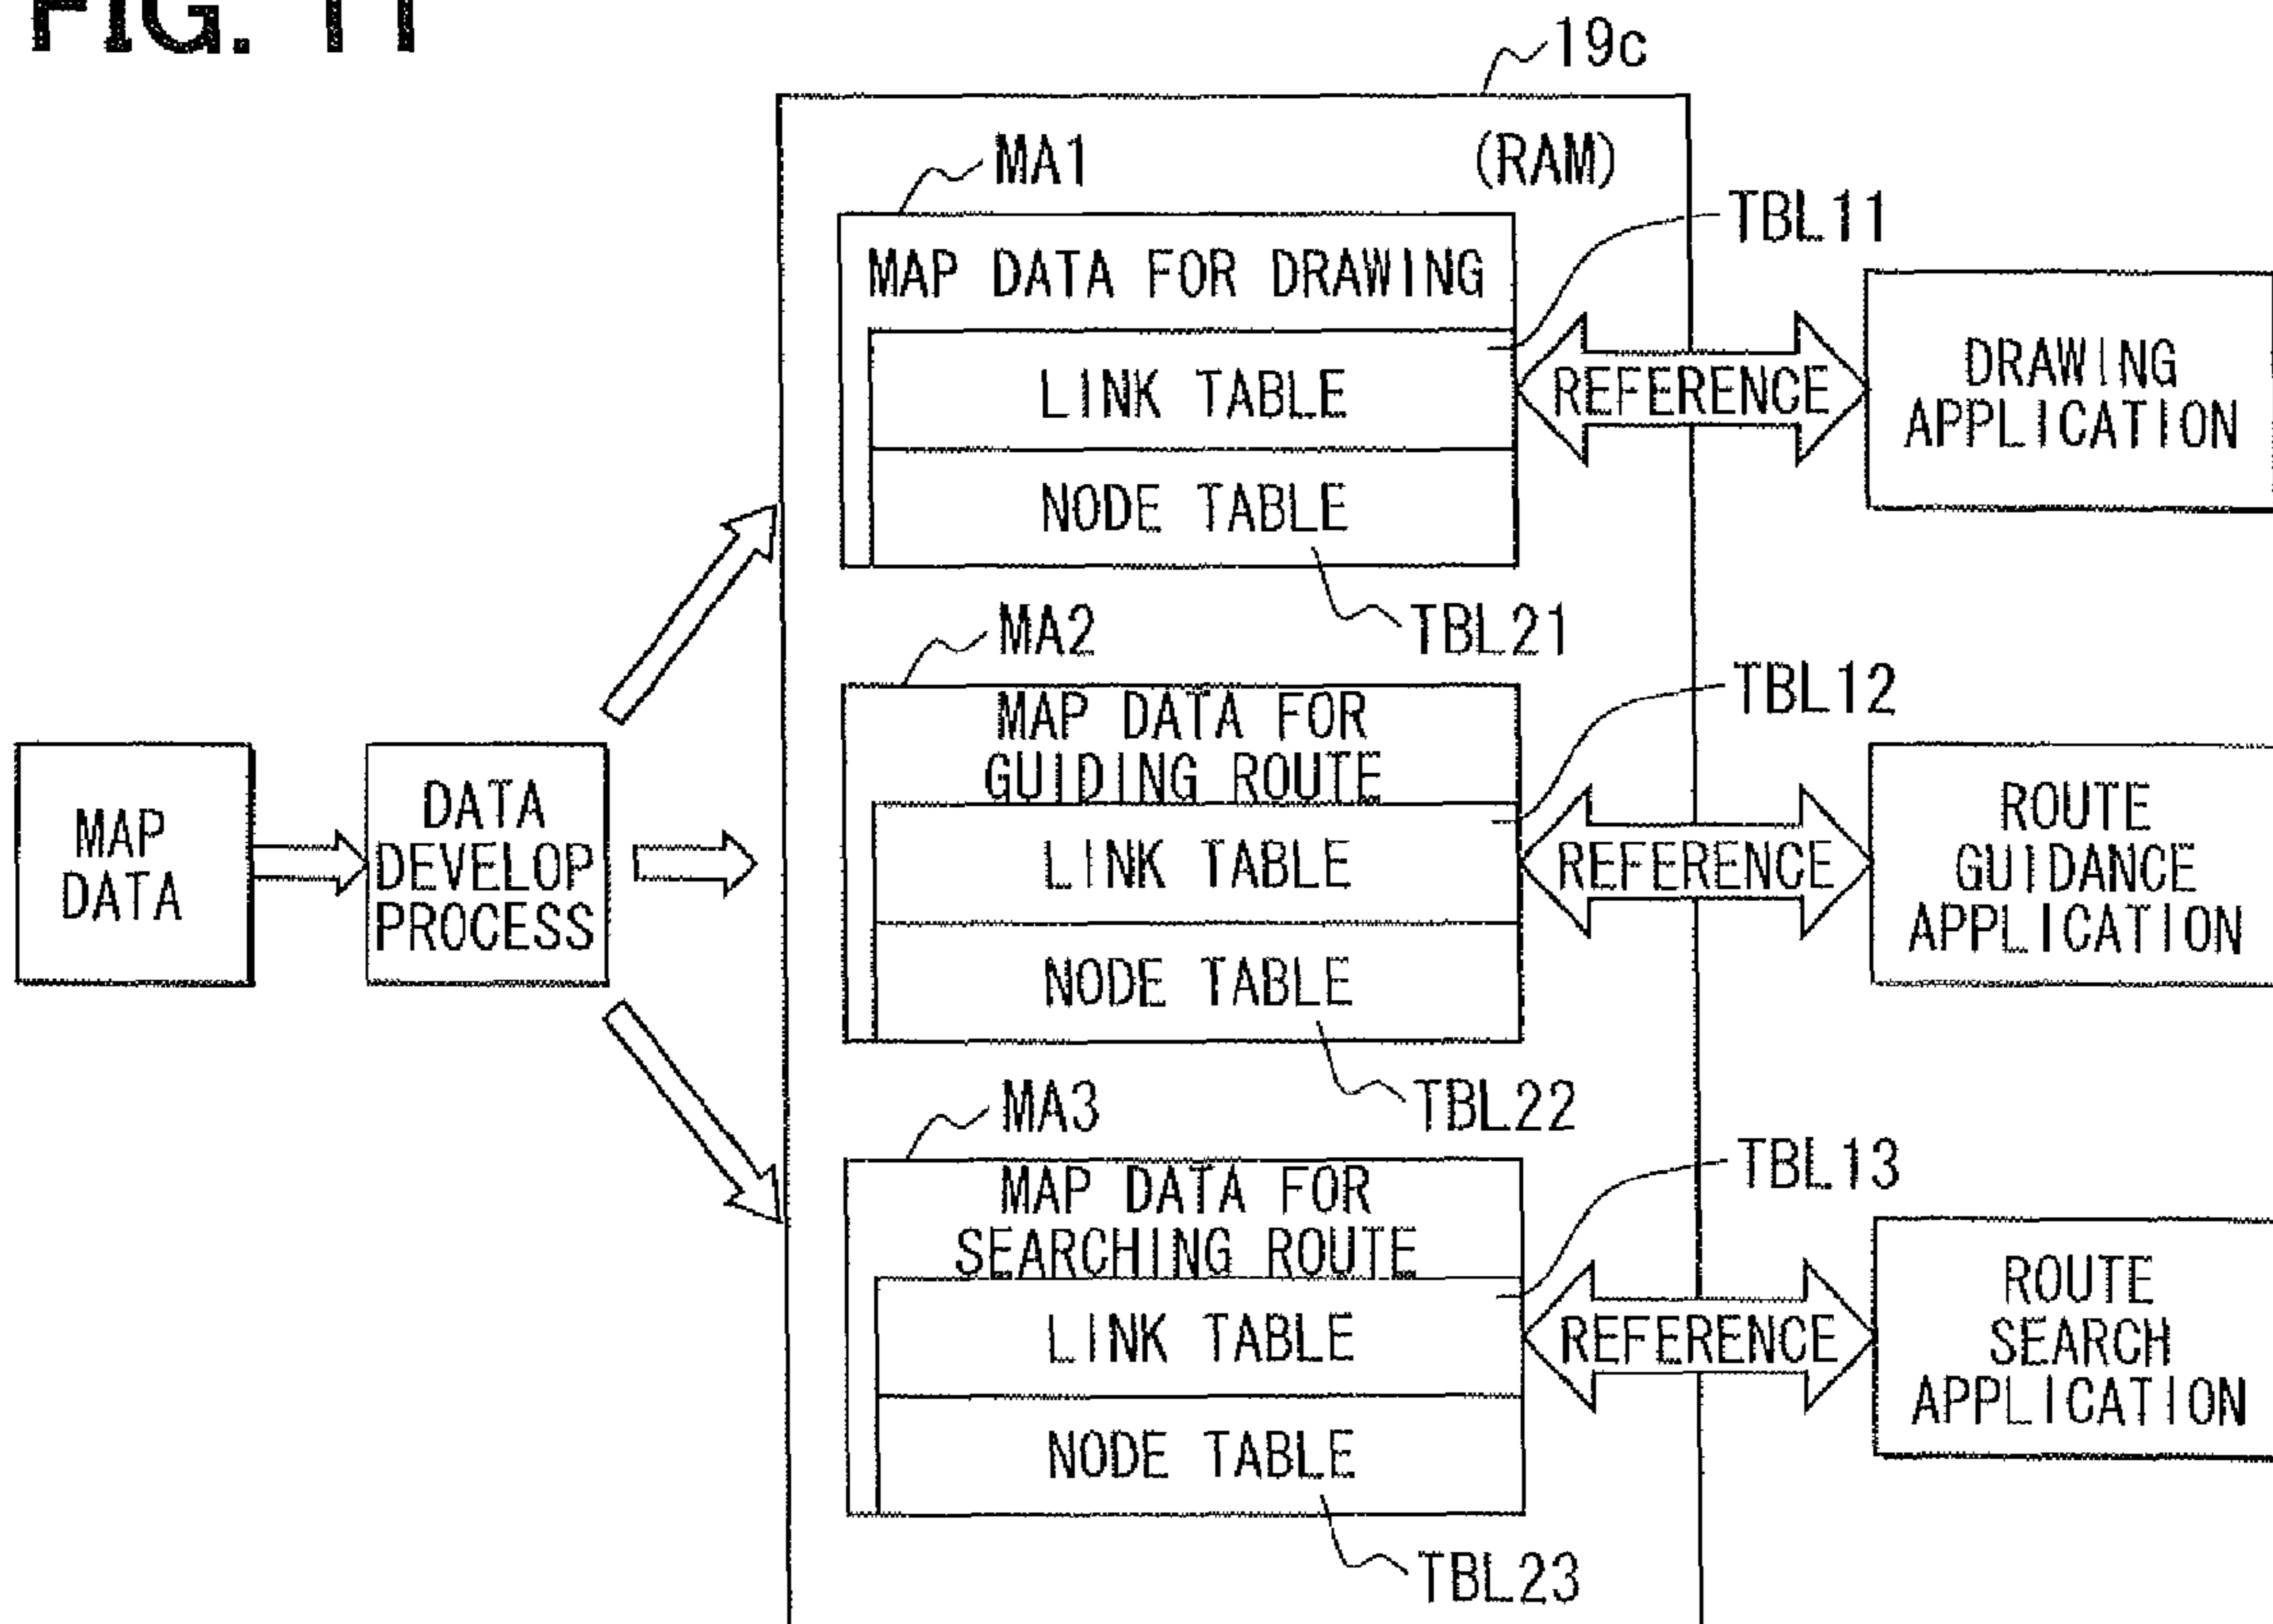 FIG. 11
19c
(RAM)
MA1
MAP DATA FOR DRAWING
TBL11
LINK TABLE
NODE TABLE
TBL21
REFERENCE
DRAWING
APPLICATION
MAP
DATA
DATA
DEVELOP
PROCESS
MA2
MAP DATA FOR
GUIDING ROUTE
TBL12
LINK TABLE
NODE TABLE
TBL22
REFERENCE
ROUTE
GUIDANCE
APPLICATION
MA3
MAP DATA FOR
SEARCHING ROUTE
TBL13
LINK TABLE
NODE TABLE
TBL23
REFERENCE
ROUTE
SEARCH
APPLICATION